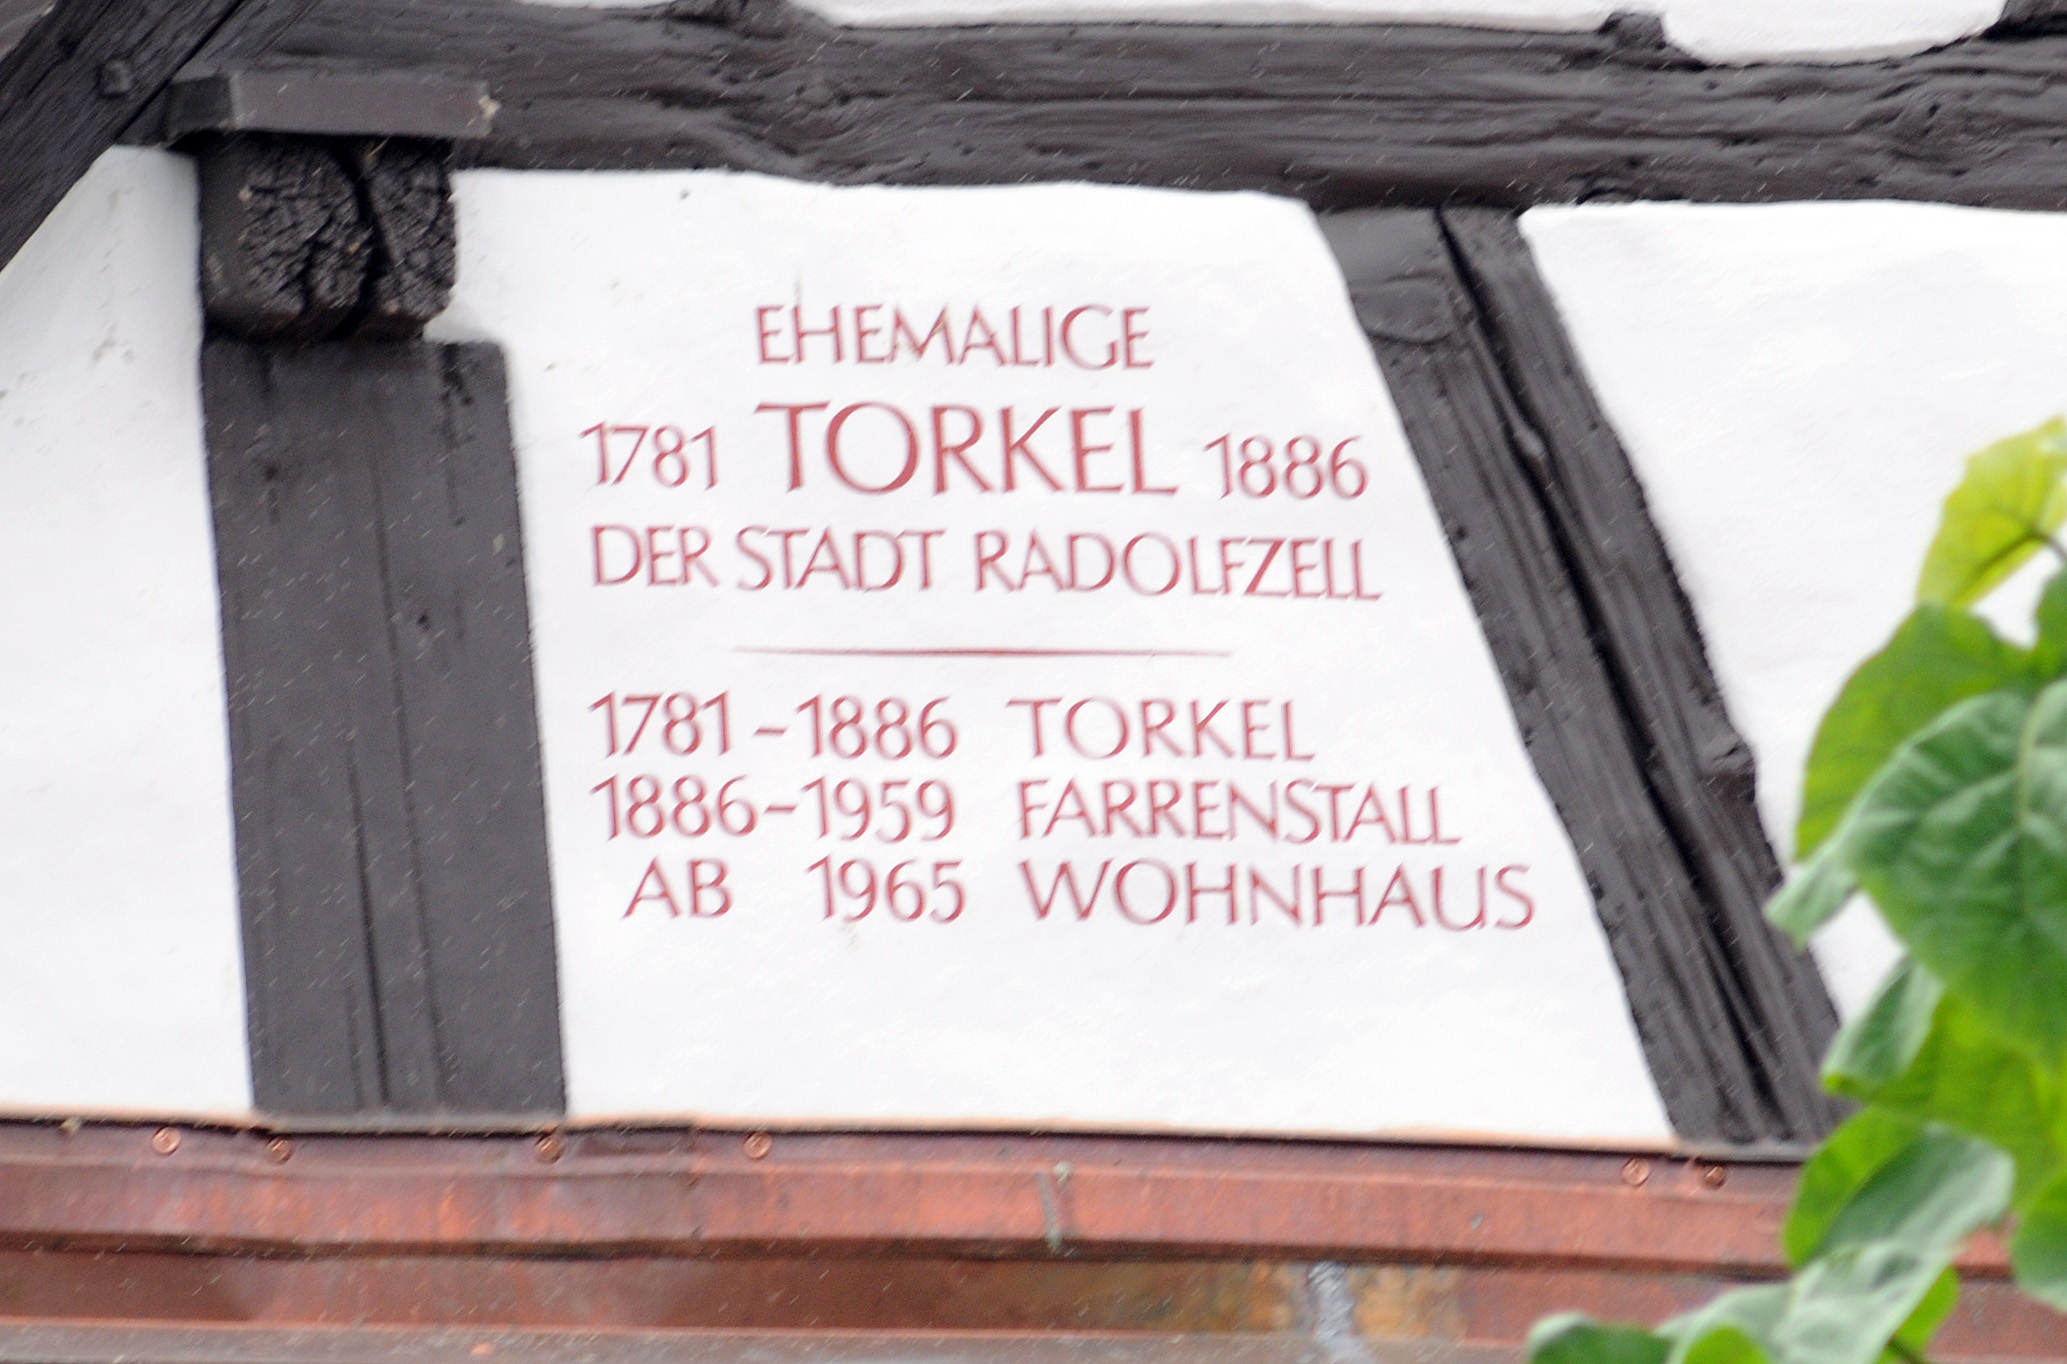 EHEMALIGE
1781 TORKEL 1886
DER STADT RADOLFZELL
1781-1886 TORKEL
1886-1959 FARRENSTALL
AB 1965 WOHNHAUS